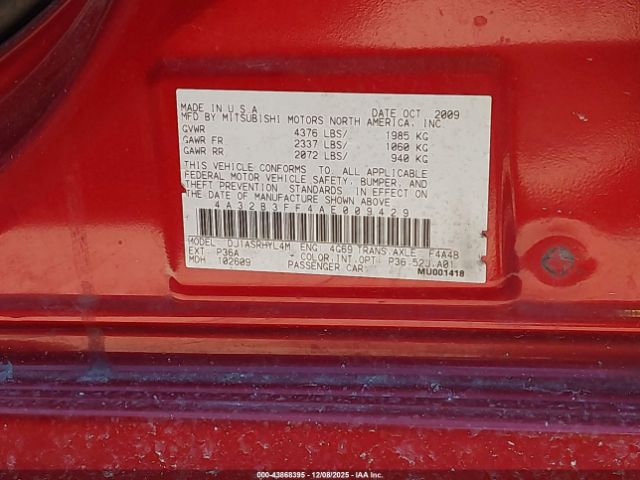 MADE IN U.S.A DATE OCT 2009
MFD BY MITSUBISHI MOTORS NORTH AMERICA, INC
GVWR 4376 LBS/ 1985 KG
GAWR FR 2337 LBS/ 1060 KG
GAWR RR 2072 LBS/ 940 KG
THIS VEHICLE CONFORMS TO ALL APPLICABLE
FEDERAL MOTOR VEHICLE SAFETY, BUMPER, AND
THEFT PREVENTION STANDARDS IN EFFECT ON
THE DATE OF MANUFACTURE SHOWN ABOVE
4A32B3FF4AE009429
MODEL DJ1ASRHYL4M ENG 4G69 TRANS.AXLE F4A4B
EXT P36A COLOR.INT.OPT P36.52J.A01
MDH 102609 PASSENGER CAR
MU001418
000-43868395 • 12/08/2025 - IAAI.COM